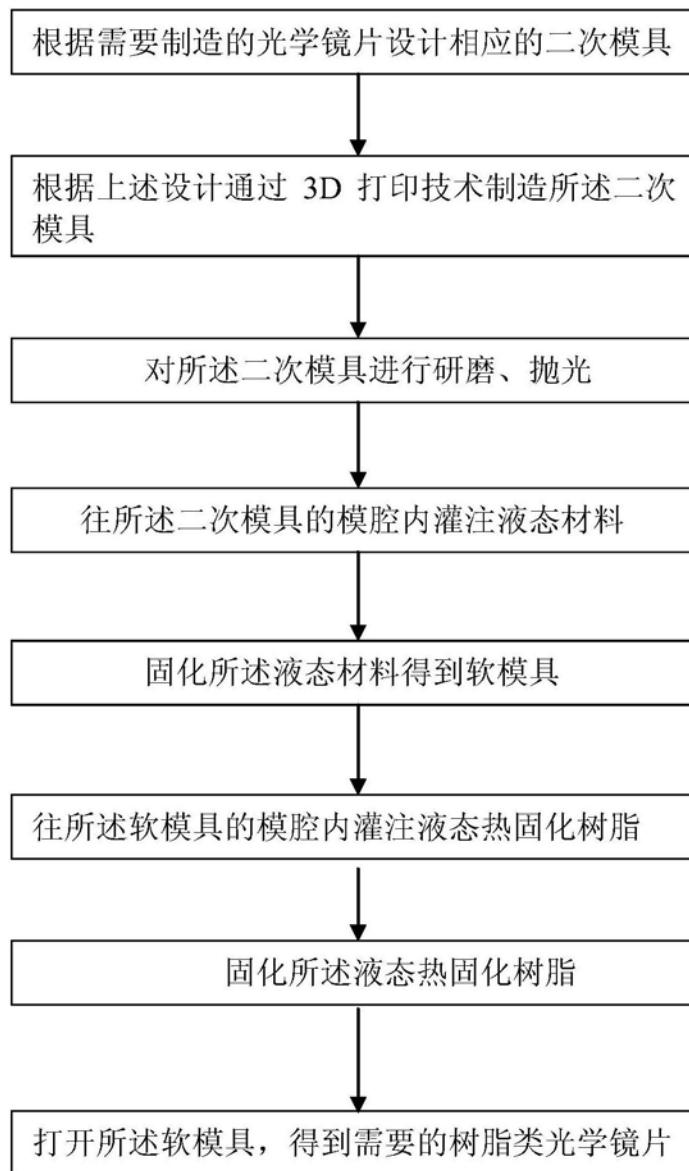 根据需要制造的光学镜片设计相应的二次模具
根据上述设计通过 3D 打印技术制造所述二次
模具
对所述二次模具进行研磨、抛光
往所述二次模具的模腔内灌注液态材料
固化所述液态材料得到软模具
往所述软模具的模腔内灌注液态热固化树脂
固化所述液态热固化树脂
打开所述软模具，得到需要的树脂类光学镜片